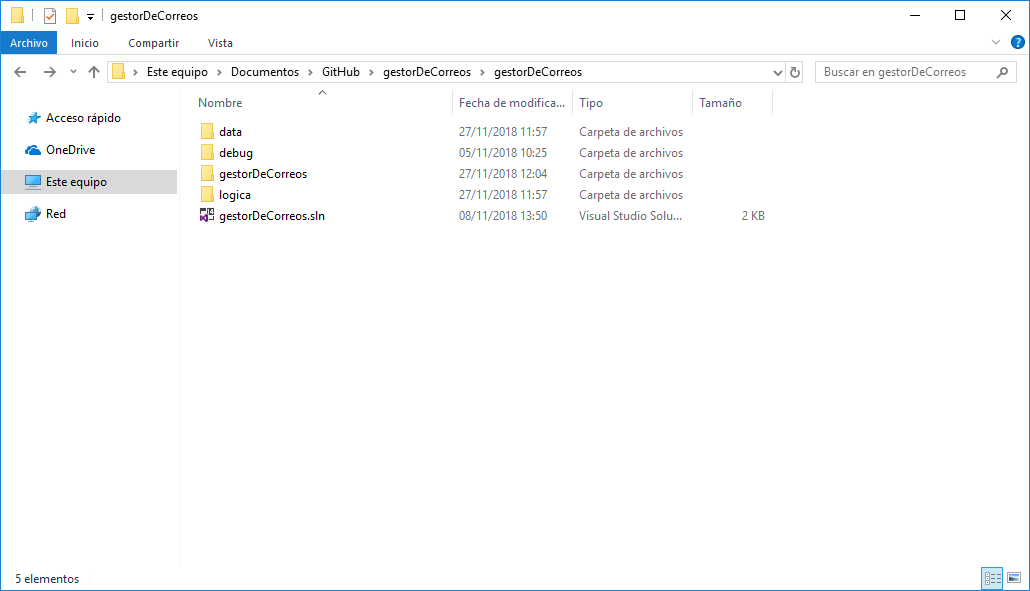 gestorDeCorreos
Archivo Inicio Compartir Vista
Este equipo Documentos GitHub gestorDeCorreos gestorDeCorreos Buscar en gestorDeCorreos
Acceso rápido
OneDrive
Este equipo
Red
Nombre Fecha de modifica... Tipo Tamaño
data 27/11/2018 11:57 Carpeta de archivos
debug 05/11/2018 10:25 Carpeta de archivos
gestorDeCorreos 27/11/2018 12:04 Carpeta de archivos
logica 27/11/2018 11:57 Carpeta de archivos
gestorDeCorreos.sln 08/11/2018 13:50 Visual Studio Solu... 2 KB
5 elementos